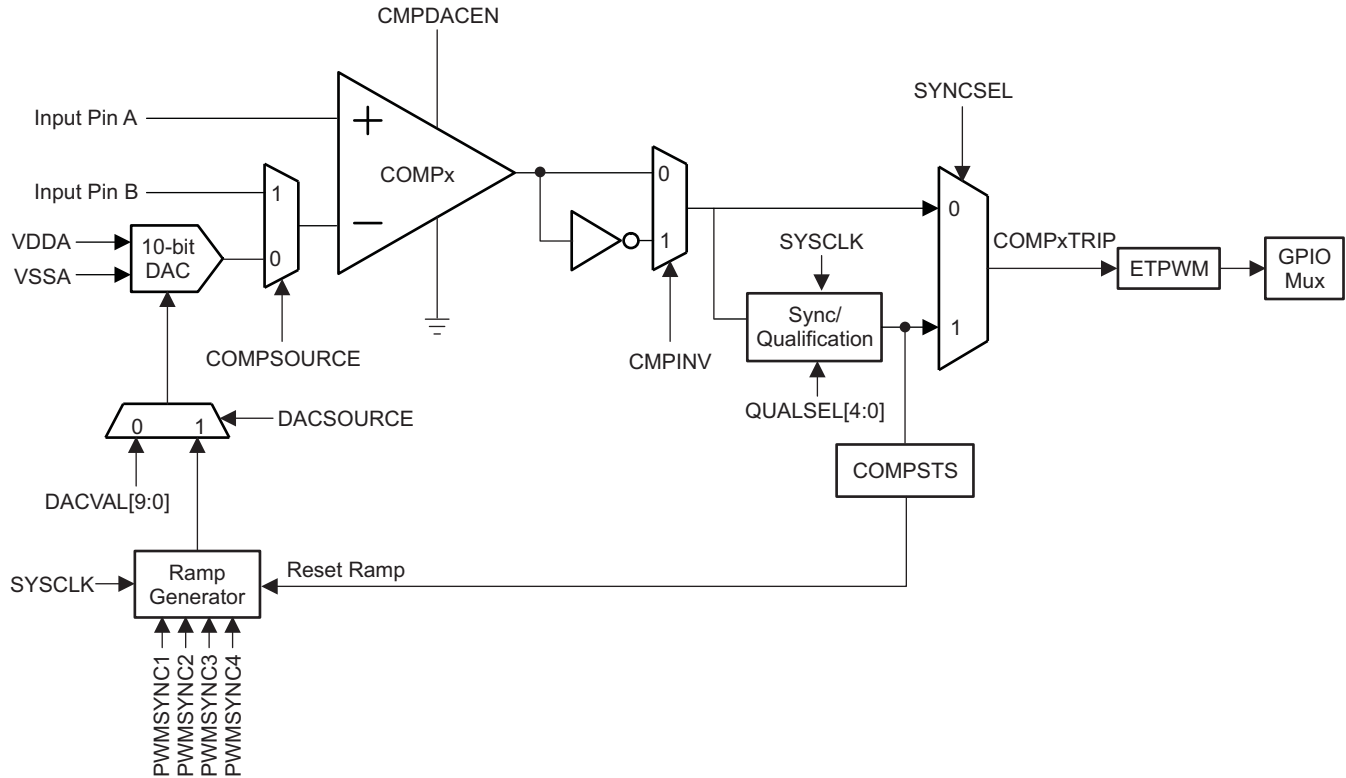 CMPDACEN
SYNCSEL
Input Pin A
+
COMPx
Input Pin B
1
0
0
1
0
VDDA
VSSA
10-bit
DAC
−
SYSCLK
COMPxTRIP
ETPWM
GPIO
Mux
Sync/
Qualification
1
COMPSOURCE
CMPINV
QUALSEL[4:0]
0 1
DACSOURCE
COMPSTS
DACVAL[9:0]
SYSCLK
Ramp
Generator
Reset Ramp
PWMSYNC1
PWMSYNC2
PWMSYNC3
PWMSYNC4